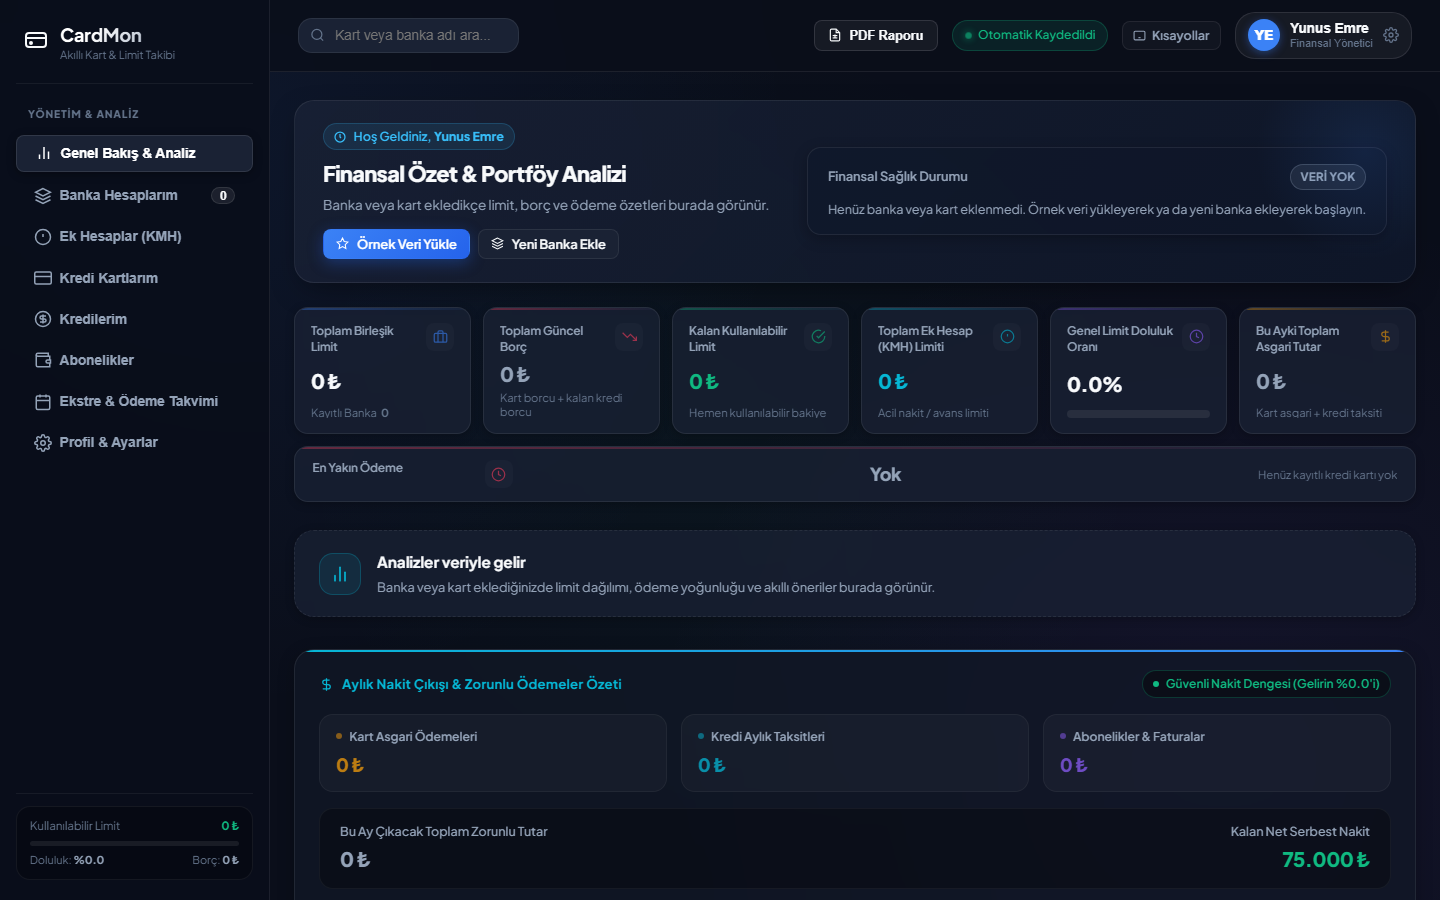 CardMon
Akıllı Kart & Limit Takibi
YÖNETİM & ANALİZ
Genel Bakış & Analiz
Banka Hesaplarım 0
Ek Hesaplar (KMH)
Kredi Kartlarım
Kredilerim
Abonelikler
Ekstre & Ödeme Takvimi
Profil & Ayarlar
Kullanılabilir Limit 0 ₺
Doluluk: %0.0 Borç: 0 ₺
Kart veya banka adı ara...
PDF Raporu
Otomatik Kaydedildi
Kısayollar
YE
Yunus Emre
Finansal Yönetici
Hoş Geldiniz, Yunus Emre
Finansal Özet & Portföy Analizi
Banka veya kart ekledikçe limit, borç ve ödeme özetleri burada görünür.
Örnek Veri Yükle
Yeni Banka Ekle
Finansal Sağlık Durumu
VERİ YOK
Henüz banka veya kart eklenmedi. Örnek veri yükleyerek ya da yeni banka ekleyerek başlayın.
Toplam Birleşik
Limit
0 ₺
Kayıtlı Banka 0
Toplam Güncel
Borç
0 ₺
Kart borcu + kalan kredi
borcu
Kalan Kullanılabilir
Limit
0 ₺
Hemen kullanılabilir bakiye
Toplam Ek Hesap
(KMH) Limiti
0 ₺
Acil nakit / avans limiti
Genel Limit Doluluk
Oranı
0.0%
Bu Ayki Toplam
Asgari Tutar
0 ₺
Kart asgari + kredi taksiti
En Yakın Ödeme
Yok
Henüz kayıtlı kredi kartı yok
Analizler veriyle gelir
Banka veya kart eklediğinizde limit dağılımı, ödeme yoğunluğu ve akıllı öneriler burada görünür.
Aylık Nakit Çıkışı & Zorunlu Ödemeler Özeti
Güvenli Nakit Dengesi (Gelirin %0.0'i)
Kart Asgari Ödemeleri
0 ₺
Kredi Aylık Taksitleri
0 ₺
Abonelikler & Faturalar
0 ₺
Bu Ay Çıkacak Toplam Zorunlu Tutar
0 ₺
Kalan Net Serbest Nakit
75.000 ₺